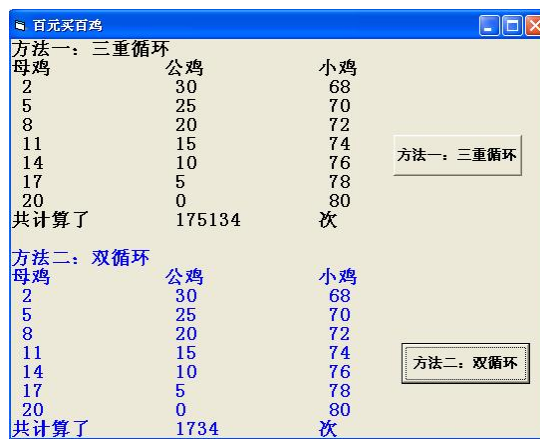 百元买百鸡
方法一：三重循环
母鸡 公鸡 小鸡
2 30 68
5 25 70
8 20 72
11 15 74
14 10 76
17 5 78
20 0 80
共计算了 175134 次
方法一：三重循环
方法二：双循环
母鸡 公鸡 小鸡
2 30 68
5 25 70
8 20 72
11 15 74
14 10 76
17 5 78
20 0 80
共计算了 1734 次
方法二：双循环